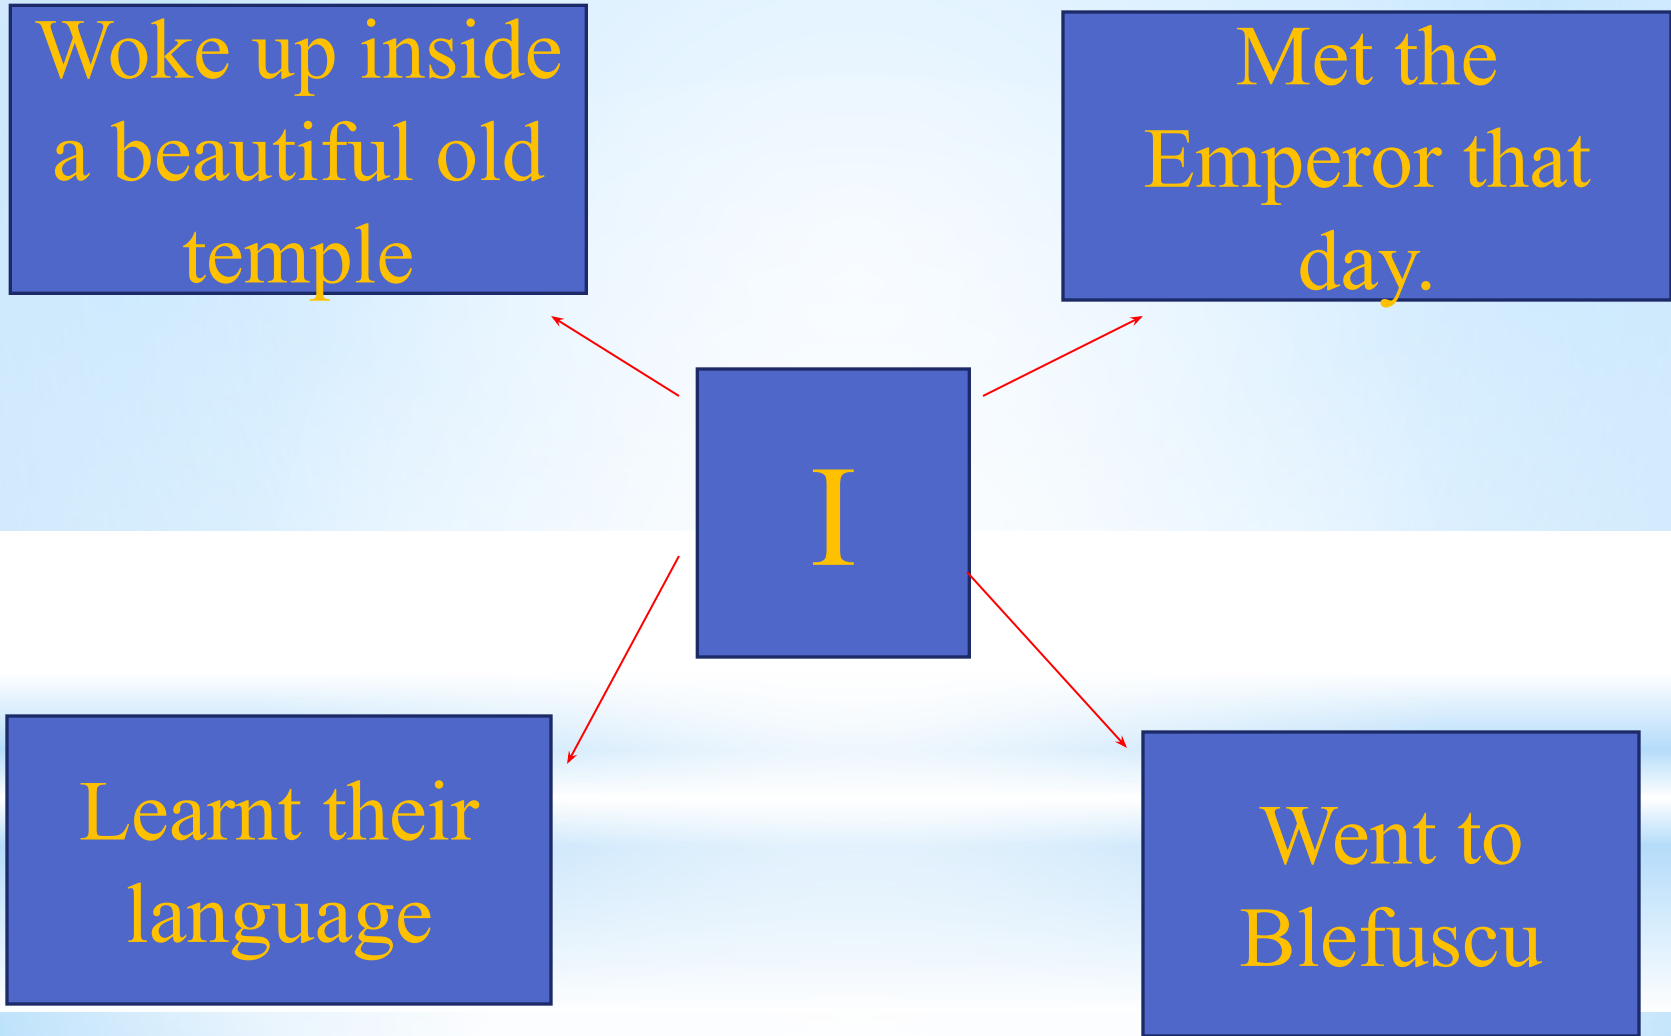 Woke up inside
a beautiful old
temple
Met the
Emperor that
day.
I
Learnt their
language
Went to
Blefuscu